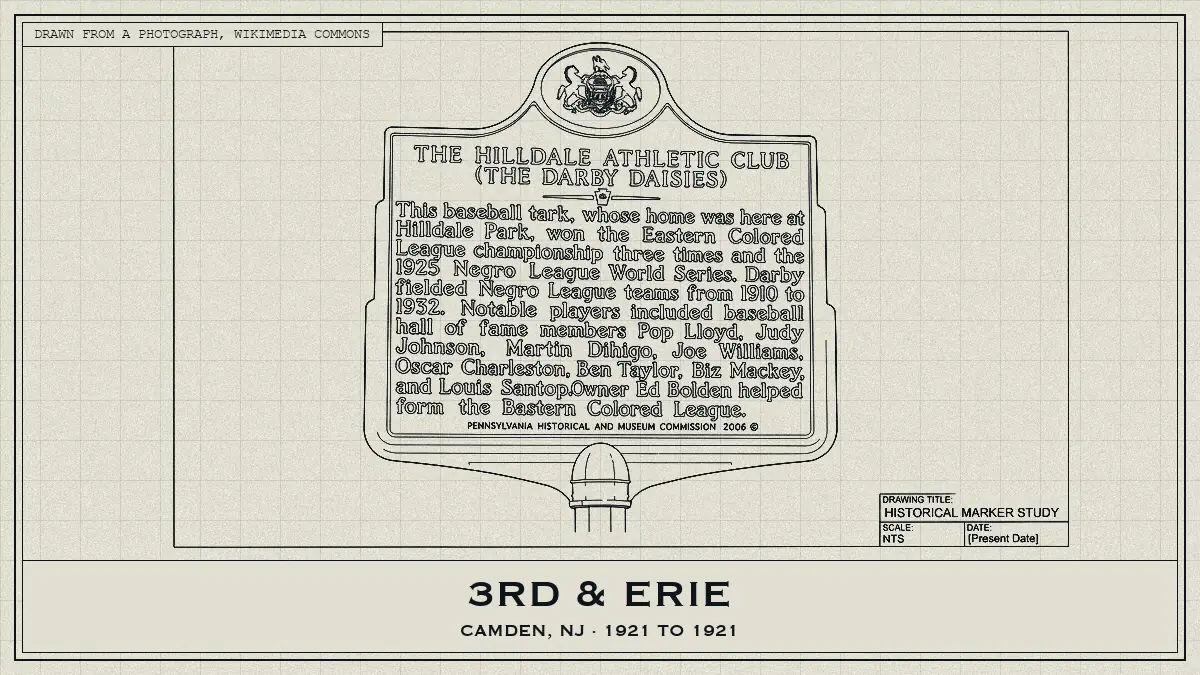 DRAWN FROM A PHOTOGRAPH, WIKIMEDIA COMMONS
THE HILLDALE ATHLETIC CLUB
(THE DARBY DAISIES)
This baseball tark, whose home was here at
Hilldale Park, won the Eastern Colored
League championship three times and the
1925 Negro League World Series. Darby
fielded Negro League teams from 1910 to
1932. Notable players included baseball
hall of fame members Pop Lloyd, Judy
Johnson, Martin Dihigo, Joe Williams,
Oscar Charleston, Ben Taylor, Biz Mackey,
and Louis Santop.Owner Ed Bolden helped
form the Bastern Colored League.
PENNSYLVANIA HISTORICAL AND MUSEUM COMMISSION 2006 ©
DRAWING TITLE:
HISTORICAL MARKER STUDY
SCALE:
NTS
DATE:
[Present Date]
3RD & ERIE
CAMDEN, NJ · 1921 TO 1921